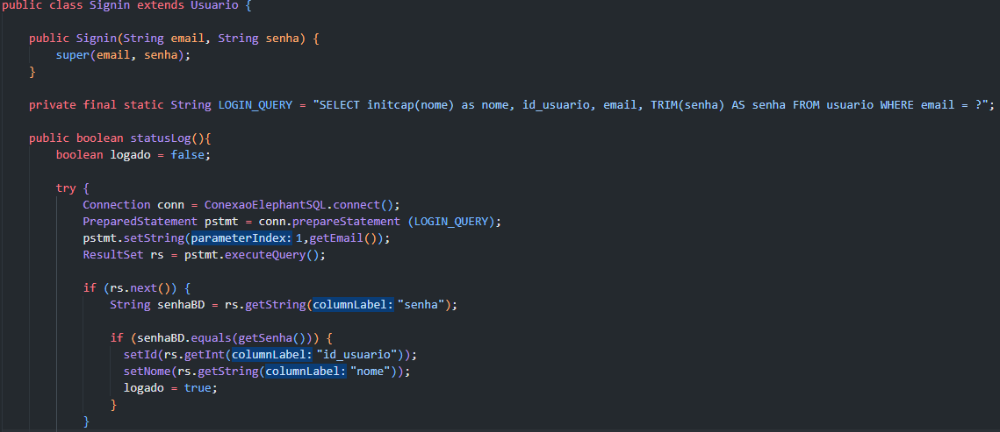 public class Signin extends Usuario {
public Signin(String email, String senha) {
super(email, senha);
}
private final static String LOGIN_QUERY = "SELECT initcap(nome) as nome, id_usuario, email, TRIM(senha) AS senha FROM usuario WHERE email = ?";
public boolean statusLog(){
boolean logado = false;
try {
Connection conn = ConexaoElephantSQL.connect();
PreparedStatement pstmt = conn.prepareStatement (LOGIN_QUERY);
pstmt.setString(parameterIndex: 1,getEmail());
ResultSet rs = pstmt.executeQuery();
if (rs.next()) {
String senhaBD = rs.getString(columnLabel: "senha");
if (senhaBD.equals(getSenha())) {
setId(rs.getInt(columnLabel: "id_usuario"));
setNome(rs.getString(columnLabel: "nome"));
logado = true;
}
}